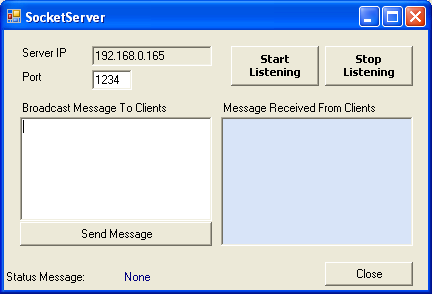 SocketServer
Server IP
192.168.0.165
Start
Listening
Stop
Listening
Port
1234
Broadcast Message To Clients
Message Received From Clients
Send Message
Status Message:
None
Close